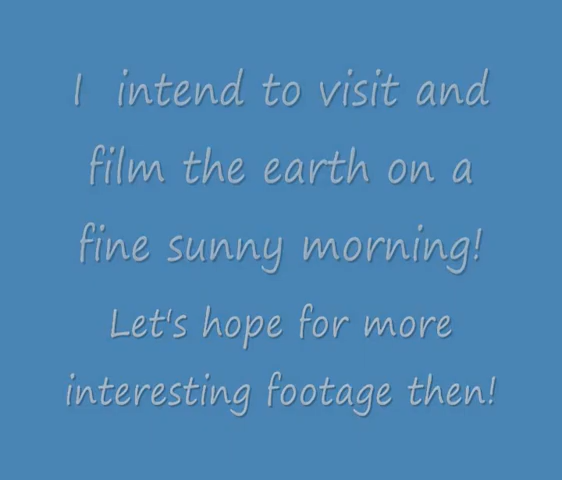 I  intend to visit and
film the earth on a
fine sunny morning!
Let's hope for more
interesting footage then!